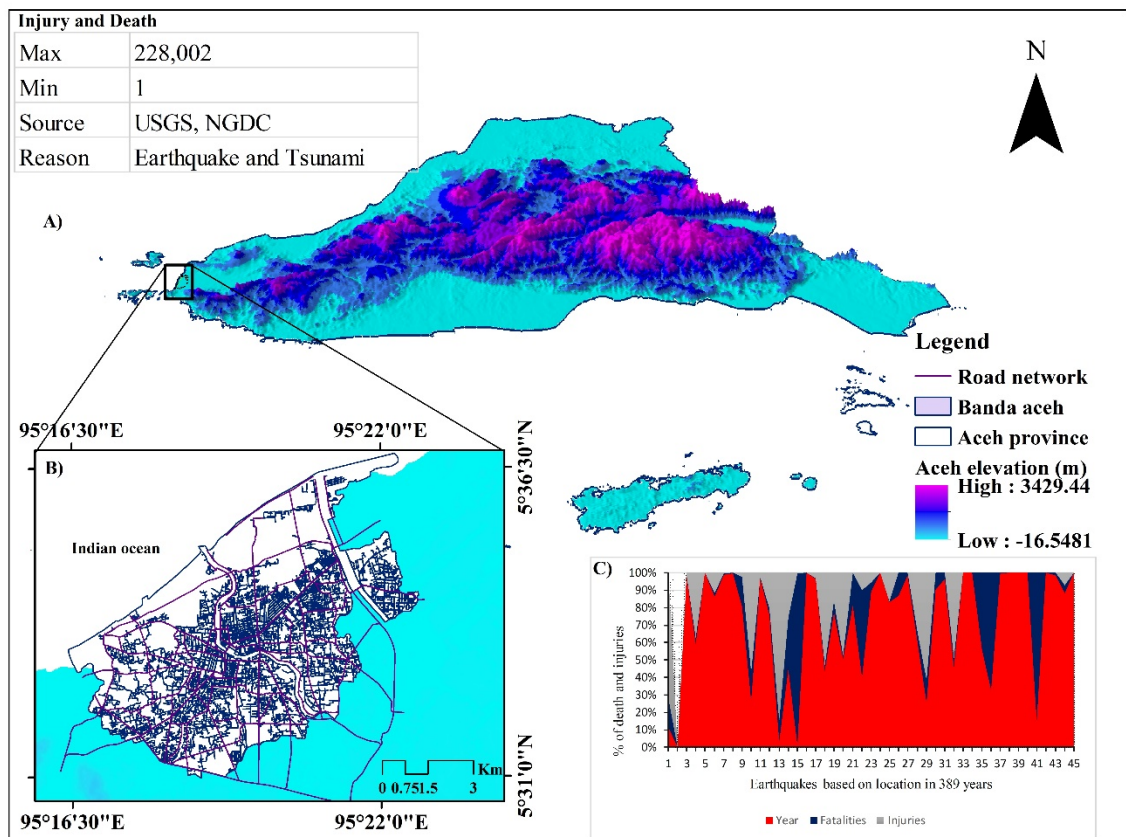 Injury and Death
Max 228,002
Min 1
Source USGS, NGDC
Reason Earthquake and Tsunami
N
A)
Legend
Road network
Banda aceh
Aceh province
Aceh elevation (m)
High : 3429.44
Low : -16.5481
95°16'30"E 95°22'0"E
B)
5°36'30"N
Indian ocean
5°31'0"N
Km
0 0.751.5 3
95°16'30"E 95°22'0"E
C)
100%
90%
80%
70%
60%
50%
40%
30%
20%
10%
0%
% of death and injuries
1 3 5 7 9 11 13 15 17 19 21 23 25 27 29 31 33 35 37 39 41 43 45
Earthquakes based on location in 389 years
Year Fatalities Injuries